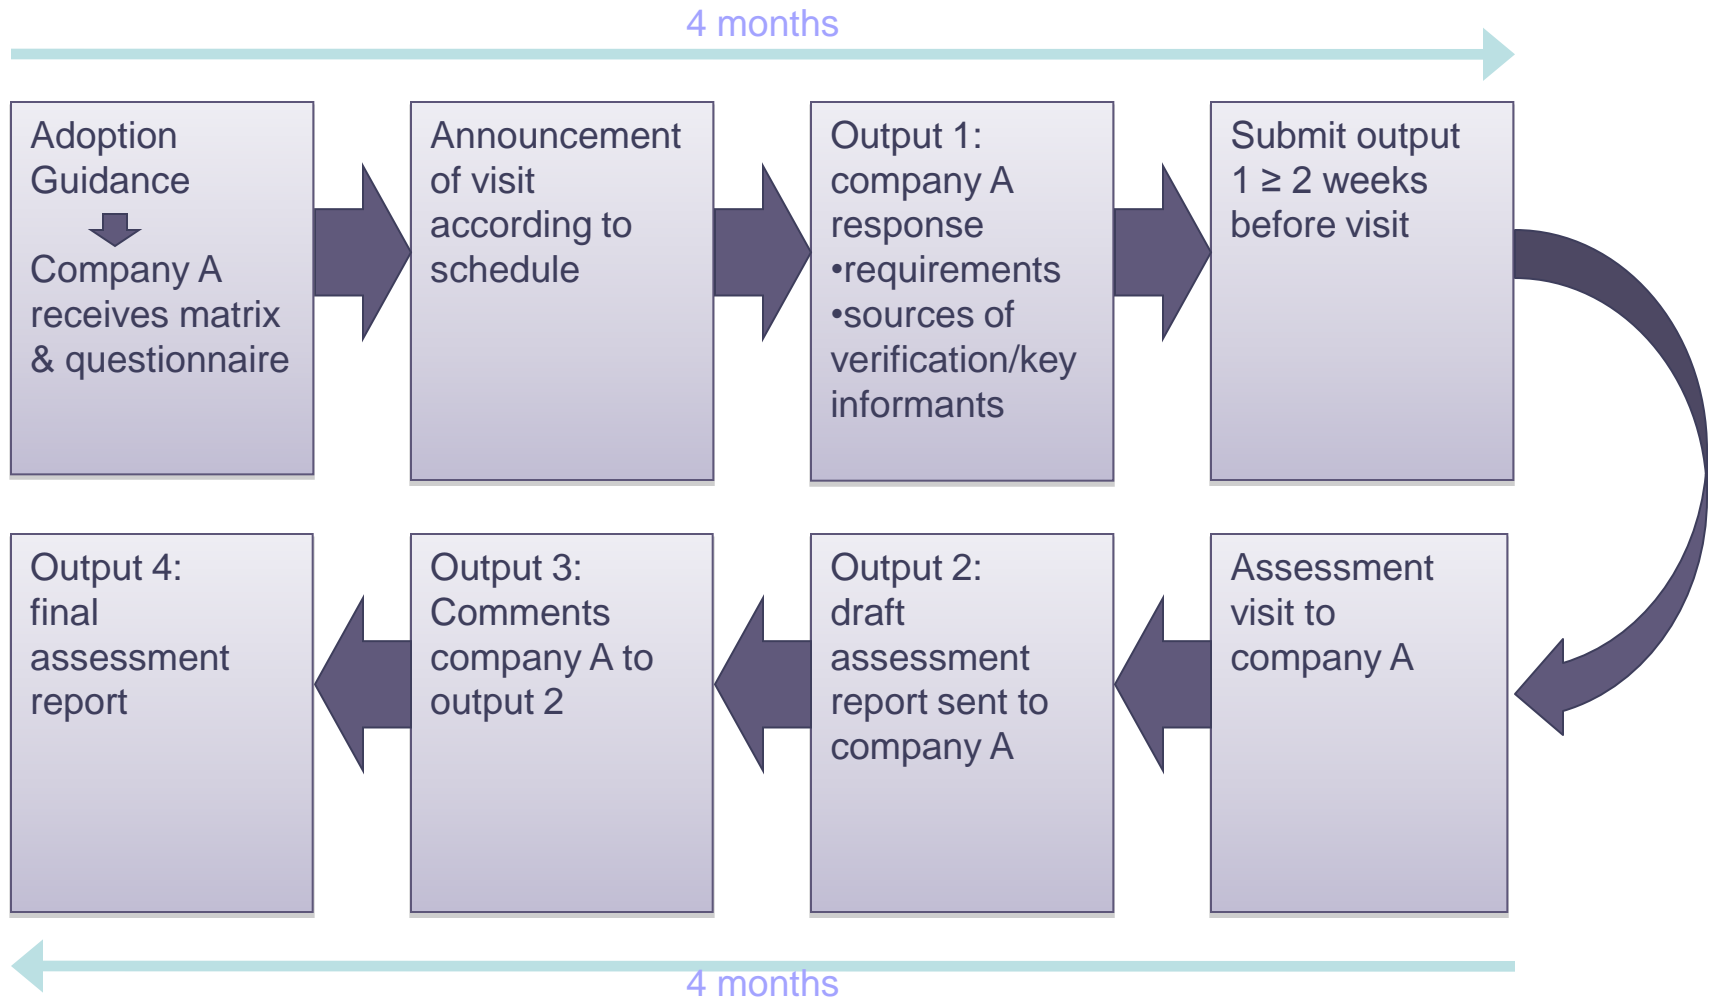 4 months
Adoption
Guidance
Company A
receives matrix
& questionnaire
Announcement
of visit
according to
schedule
Output 1:
company A
response
•requirements
•sources of
verification/key
informants
Submit output
1 ≥ 2 weeks
before visit
Assessment
visit to
company A
Output 2:
draft
assessment
report sent to
company A
Output 3:
Comments
company A to
output 2
Output 4:
final
assessment
report
4 months